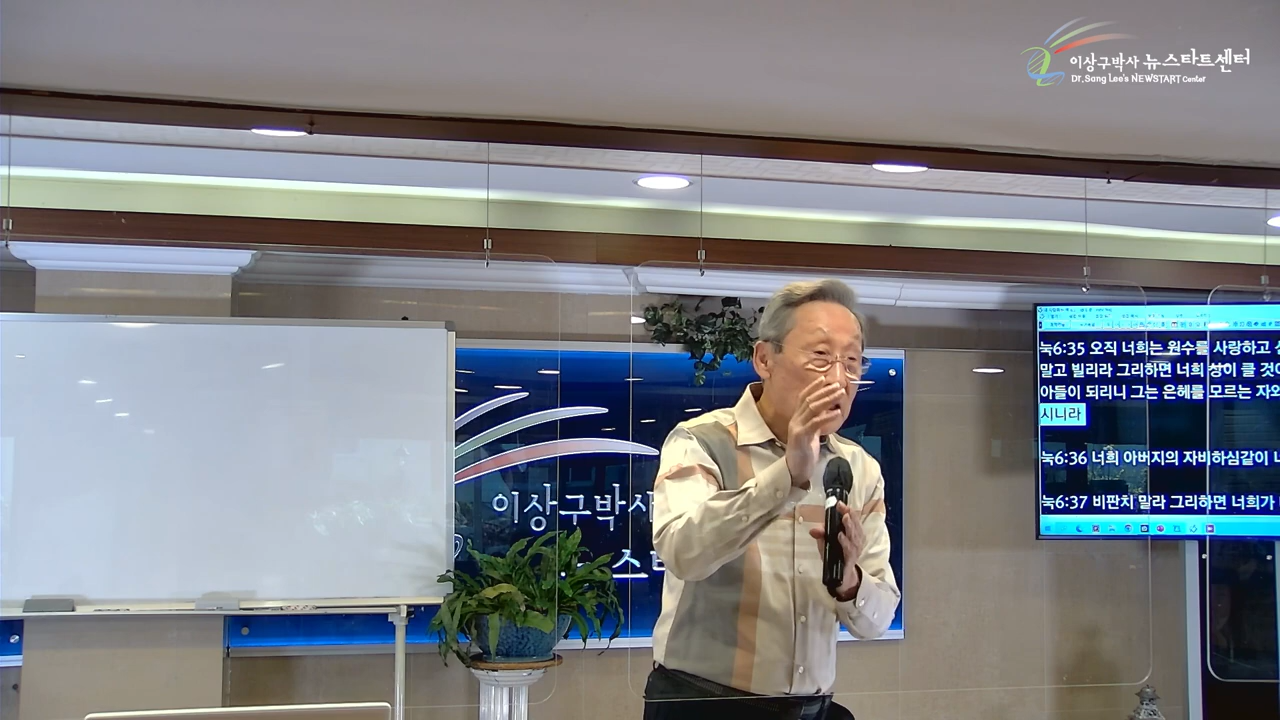 이상구박사 뉴스타트센터
Dr. Sang Lee's NEWSTART Center
이상구박사
눅6:35 오직 너희는 원수를 사랑하고
말고 빌리라 그리하면 너희 상이 클 것이
아들이 되리니 그는 은혜를 모르는 자와
시니라
눅6:36 너희 아버지의 자비하심같이 너
눅6:37 비판치 말라 그리하면 너희가